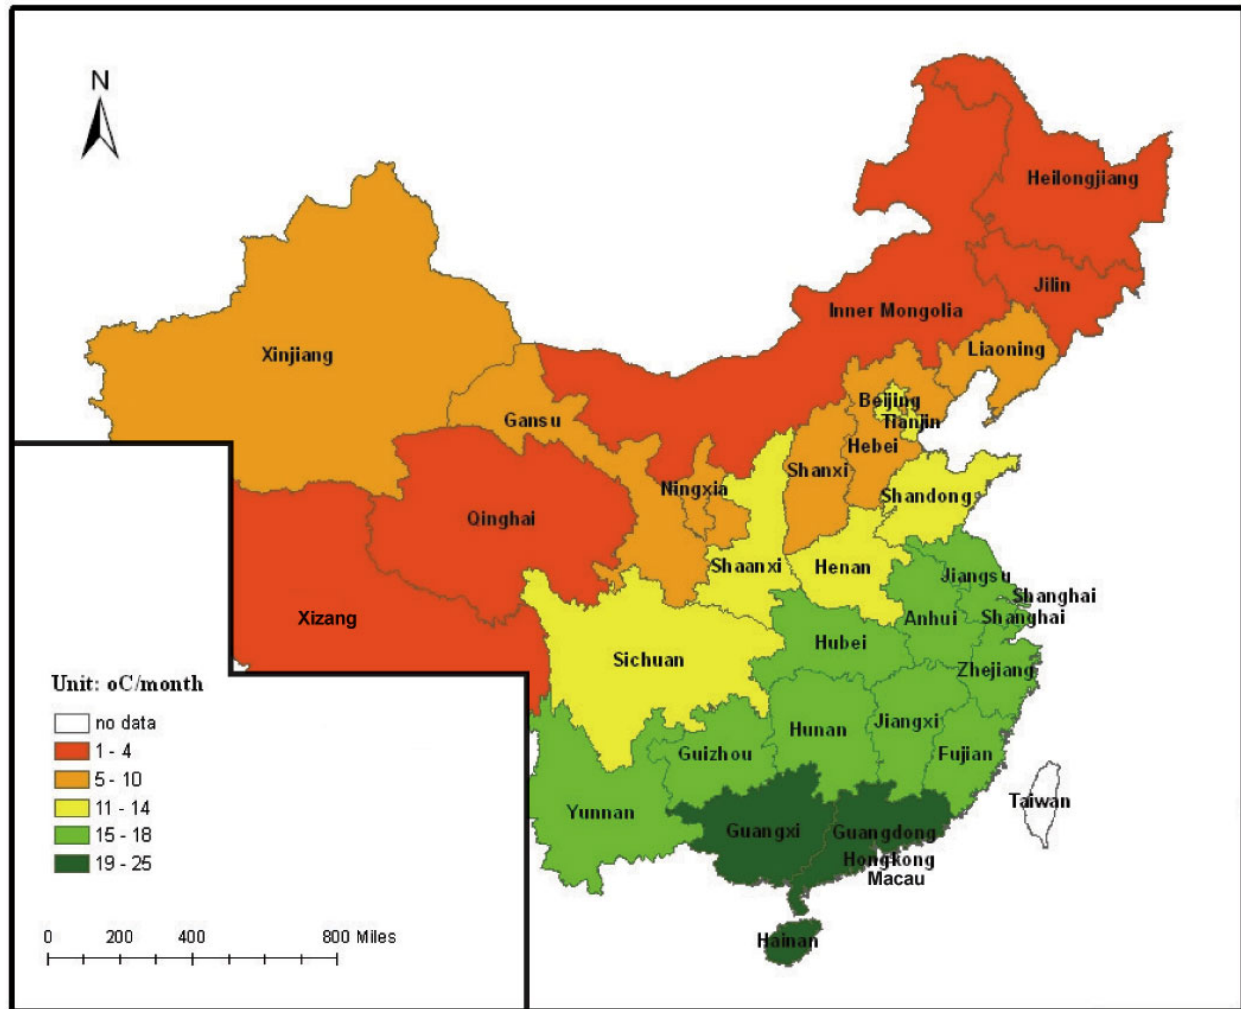 N
Heilongjiang
Jilin
Inner Mongolia
Liaoning
Xinjiang
Beijing
Tianjin
Gansu
Hebei
Shanxi
Ningxia
Shandong
Qinghai
Shaanxi
Henan
Jiangsu
Shanghai
Xizang
Anhui
Shanghai
Hubei
Sichuan
Zhejiang
Unit: oC/month
no data
1 - 4
5 - 10
11 - 14
15 - 18
19 - 25
Hunan
Jiangxi
Guizhou
Fujian
Taiwan
Yunnan
Guangxi
Guangdong
Hongkong
Macau
Hainan
0 200 400 800 Miles